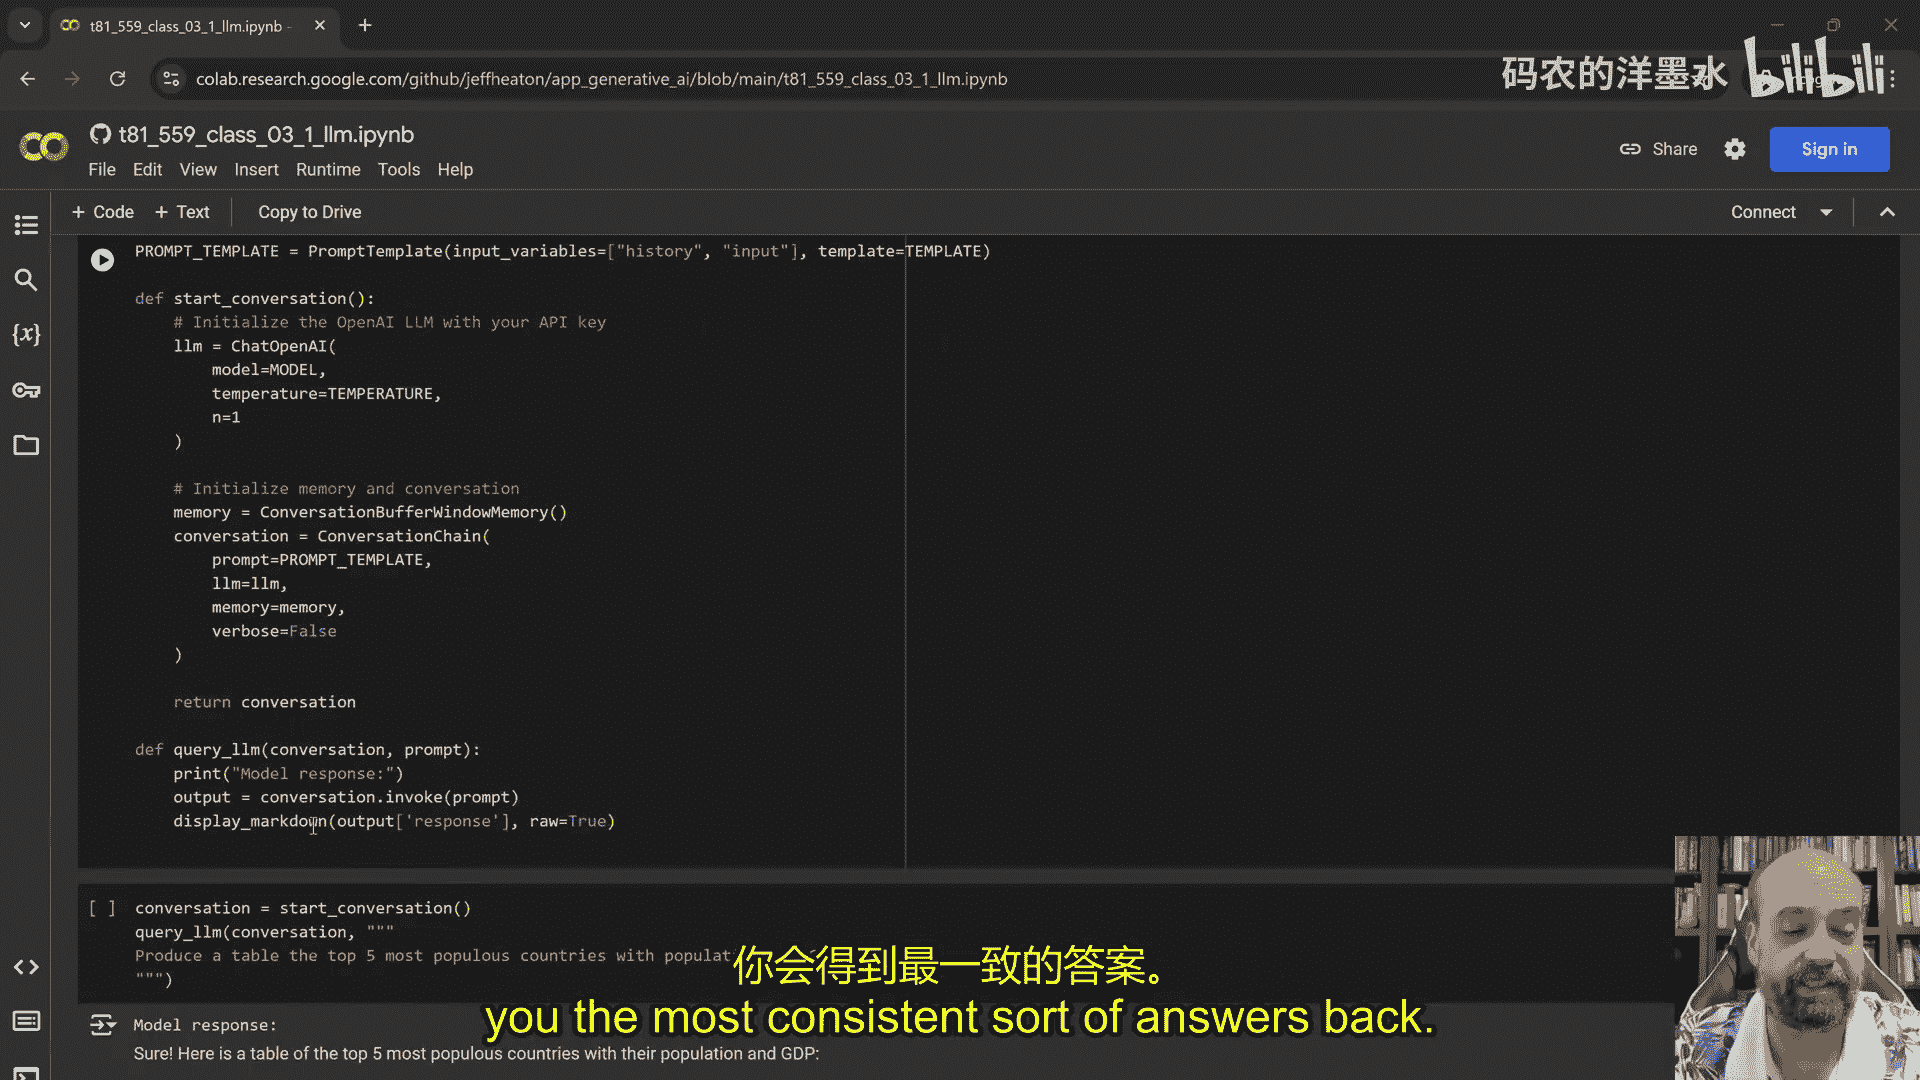 t81_559_class_03_1_llm.ipynb -
colab.research.google.com/github/jeffheaton/app_generative_ai/blob/main/t81_559_class_03_1_llm.ipynb
码农的洋墨水 bilibili
t81_559_class_03_1_llm.ipynb
File Edit View Insert Runtime Tools Help
Share
Sign in
+ Code + Text Copy to Drive
Connect
PROMPT_TEMPLATE = PromptTemplate(input_variables=["history", "input"], template=TEMPLATE)
def start_conversation():
# Initialize the OpenAI LLM with your API key
llm = ChatOpenAI(
model=MODEL,
temperature=TEMPERATURE,
n=1
)
# Initialize memory and conversation
memory = ConversationBufferWindowMemory()
conversation = ConversationChain(
prompt=PROMPT_TEMPLATE,
llm=llm,
memory=memory,
verbose=False
)
return conversation
def query_llm(conversation, prompt):
print("Model response:")
output = conversation.invoke(prompt)
display_markdown(output['response'], raw=True)
[ ] conversation = start_conversation()
query_llm(conversation, """
Produce a table the top 5 most populous countries with populat
""")
你会得到最一致的答案。
you the most consistent sort of answers back.
Model response:
Sure! Here is a table of the top 5 most populous countries with their population and GDP: